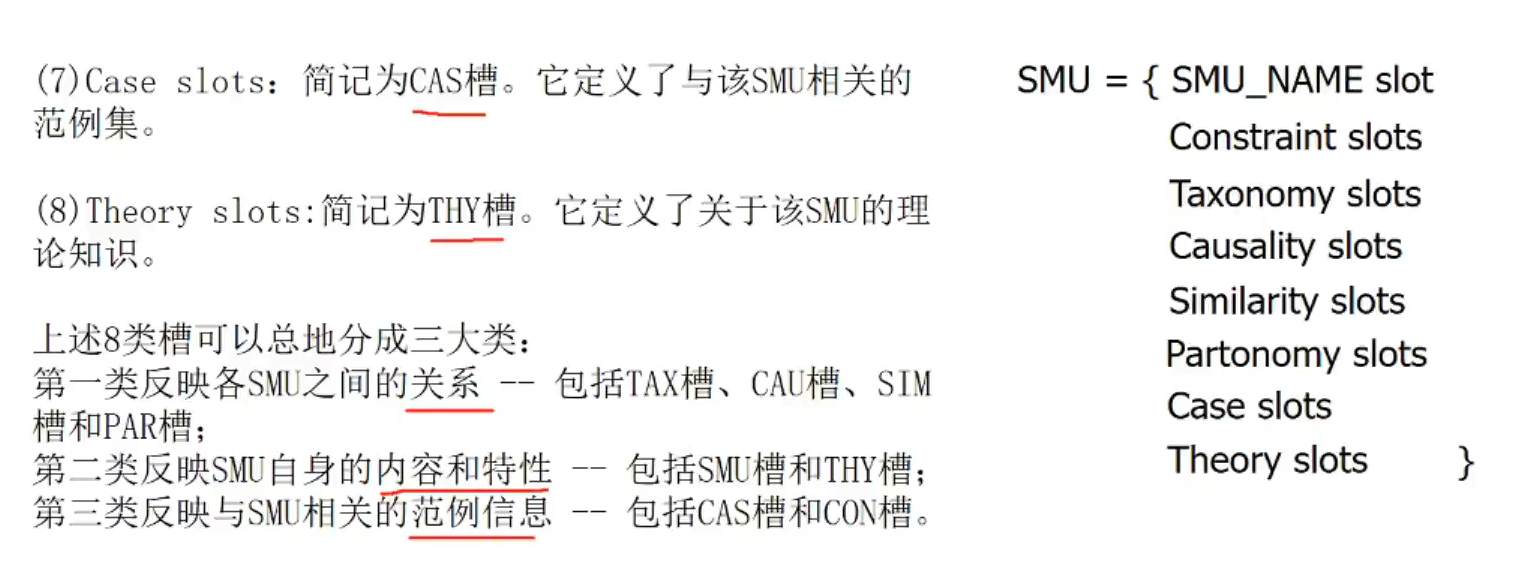 (7)Case slots: 简记为CAS槽。它定义了与该SMU相关的
范例集。
(8)Theory slots:简记为THY槽。它定义了关于该SMU的理
论知识。
上述8类槽可以总地分成三大类:
第一类反映各SMU之间的关系 -- 包括TAX槽、CAU槽、SIM
槽和PAR槽;
第二类反映SMU自身的内容和特性 -- 包括SMU槽和THY槽;
第三类反映与SMU相关的范例信息 -- 包括CAS槽和CON槽。
SMU = { SMU_NAME slot
Constraint slots
Taxonomy slots
Causality slots
Similarity slots
Partonomy slots
Case slots
Theory slots }